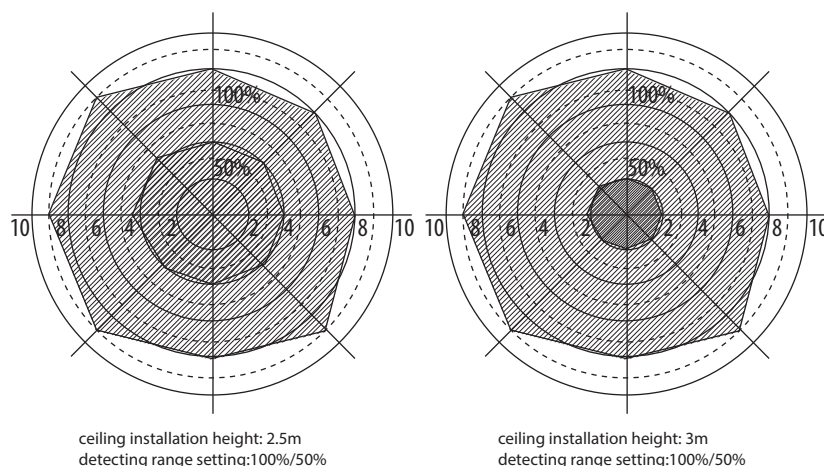 100%
50%
10 8 6 4 2 2 4 6 8 10
100%
50%
10 8 6 4 2 2 4 6 8 10
ceiling installation height: 2.5m
detecting range setting:100%/50%
ceiling installation height: 3m
detecting range setting:100%/50%